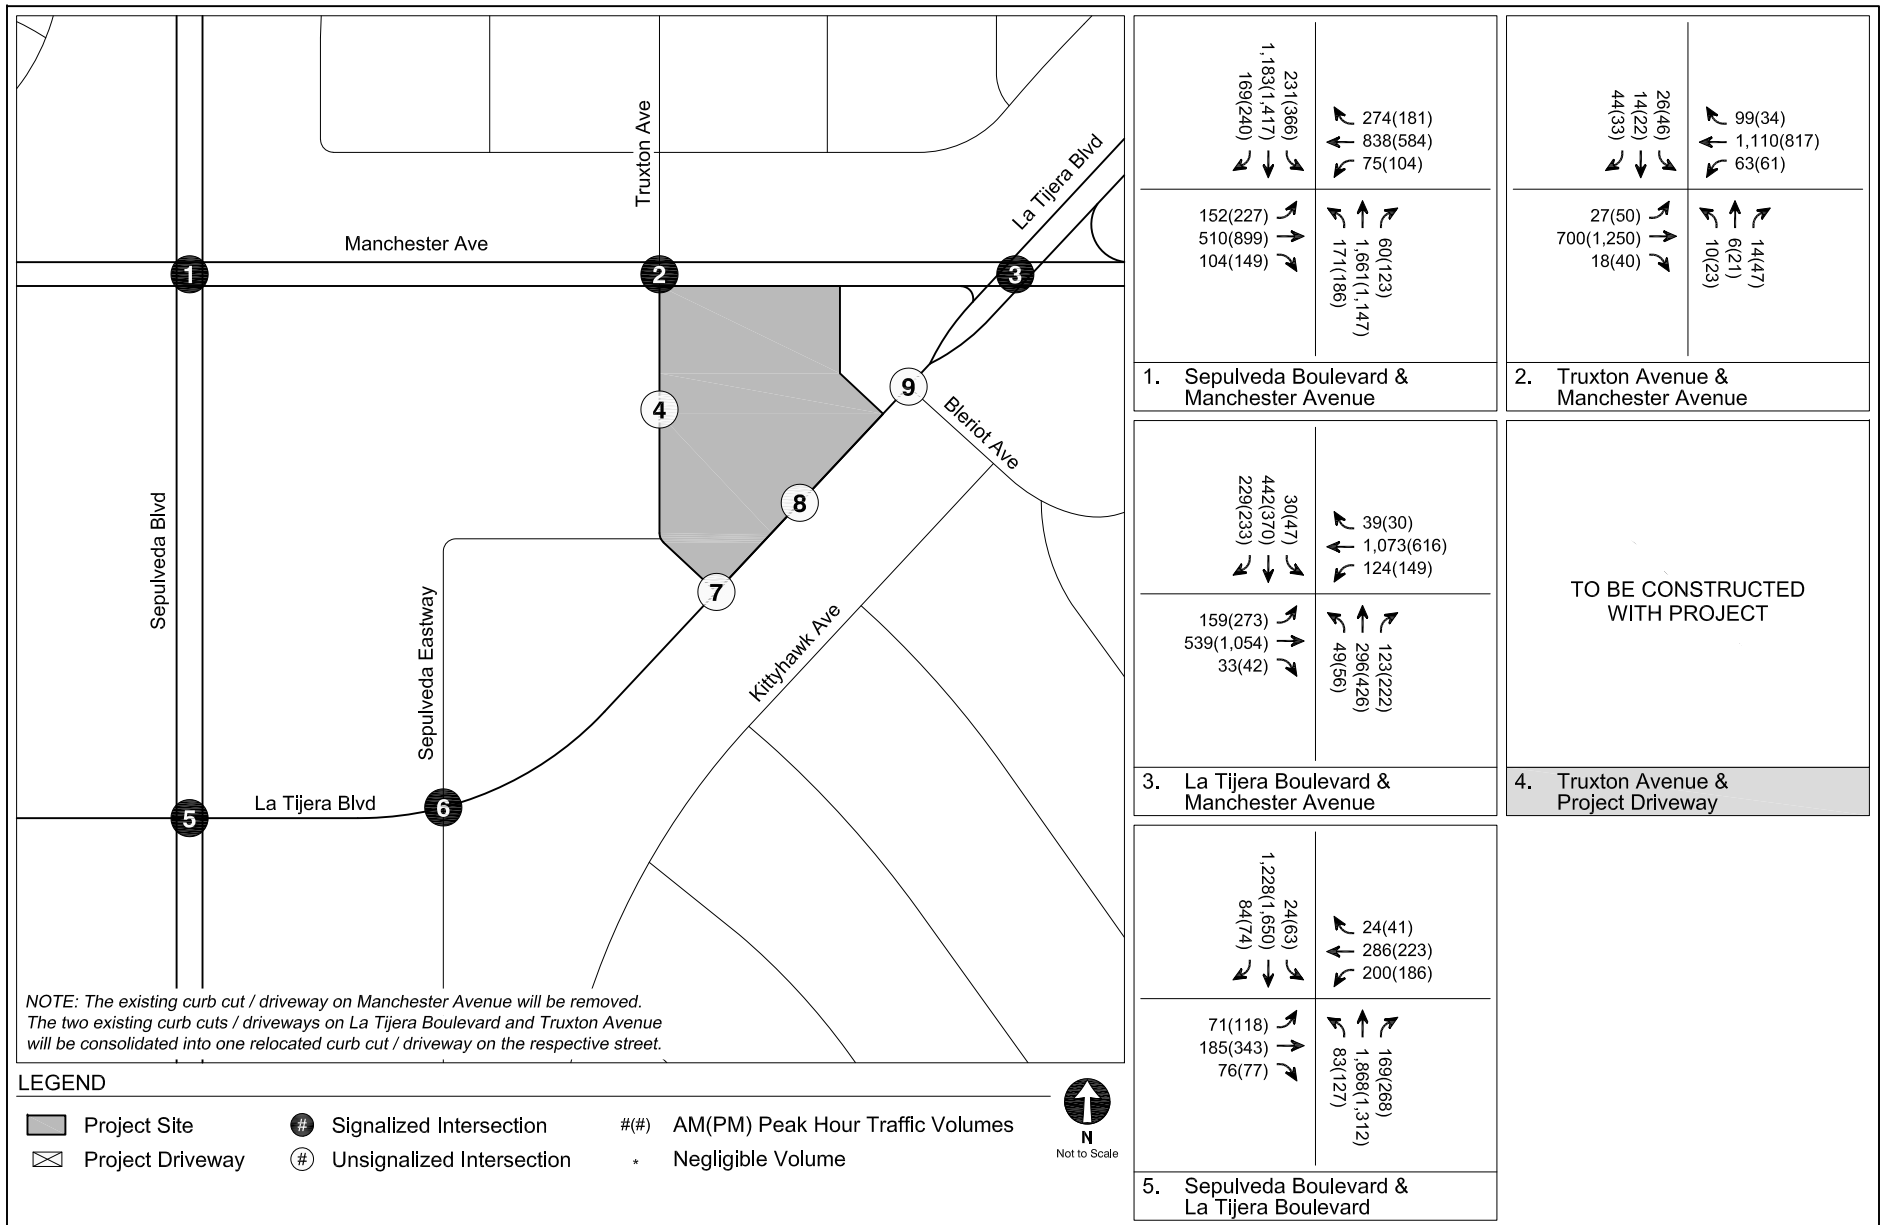 Truxton Ave
La Tijera Blvd
Manchester Ave
1
2
3
4
9
Bleriot Ave
8
Sepulveda Blvd
7
Sepulveda Eastway
Kittyhawk Ave
La Tijera Blvd
5
6
NOTE: The existing curb cut / driveway on Manchester Avenue will be removed.
The two existing curb cuts / driveways on La Tijera Boulevard and Truxton Avenue
will be consolidated into one relocated curb cut / driveway on the respective street.
LEGEND
Project Site
# Signalized Intersection
#(#) AM(PM) Peak Hour Traffic Volumes
Project Driveway
# Unsignalized Intersection
* Negligible Volume
N
Not to Scale
169(240)
1,183(1,417)
231(366)
274(181)
838(584)
75(104)
152(227)
510(899)
104(149)
171(186)
1,661(1,147)
60(123)
1. Sepulveda Boulevard &
Manchester Avenue
44(33)
14(22)
26(46)
99(34)
1,110(817)
63(61)
27(50)
700(1,250)
18(40)
10(23)
6(21)
14(47)
2. Truxton Avenue &
Manchester Avenue
229(233)
442(370)
30(47)
39(30)
1,073(616)
124(149)
159(273)
539(1,054)
33(42)
49(56)
296(426)
123(222)
3. La Tijera Boulevard &
Manchester Avenue
TO BE CONSTRUCTED
WITH PROJECT
4. Truxton Avenue &
Project Driveway
84(74)
1,228(1,650)
24(63)
24(41)
286(223)
200(186)
71(118)
185(343)
76(77)
83(127)
1,868(1,312)
169(268)
5. Sepulveda Boulevard &
La Tijera Boulevard